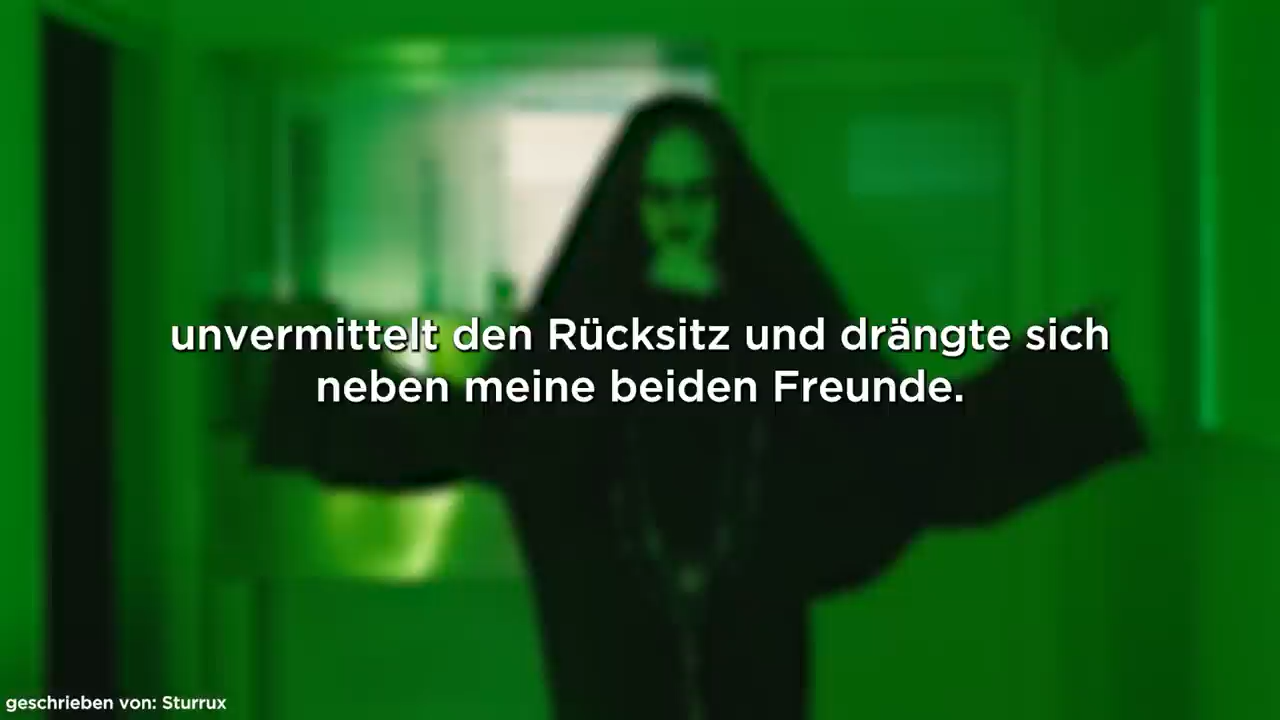 unvermittelt den Rücksitz und drängte sich
neben meine beiden Freunde.
geschrieben von: Sturrux